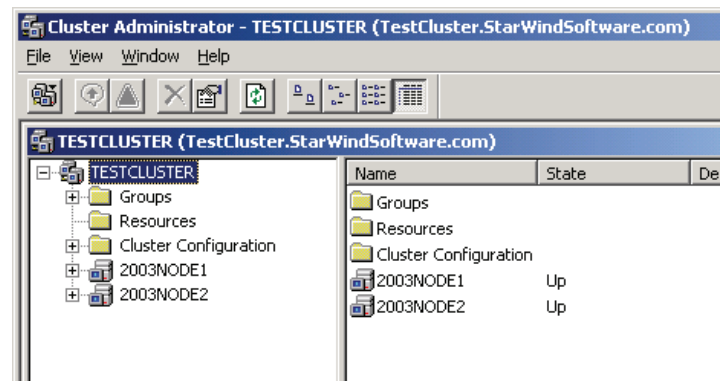 Cluster Administrator - TESTCLUSTER (TestCluster.StarWindSoftware.com)
File View Window Help
TESTCLUSTER (TestCluster.StarWindSoftware.com)
TESTCLUSTER
Groups
Resources
Cluster Configuration
2003NODE1
2003NODE2
Name State De
Groups
Resources
Cluster Configuration
2003NODE1 Up
2003NODE2 Up